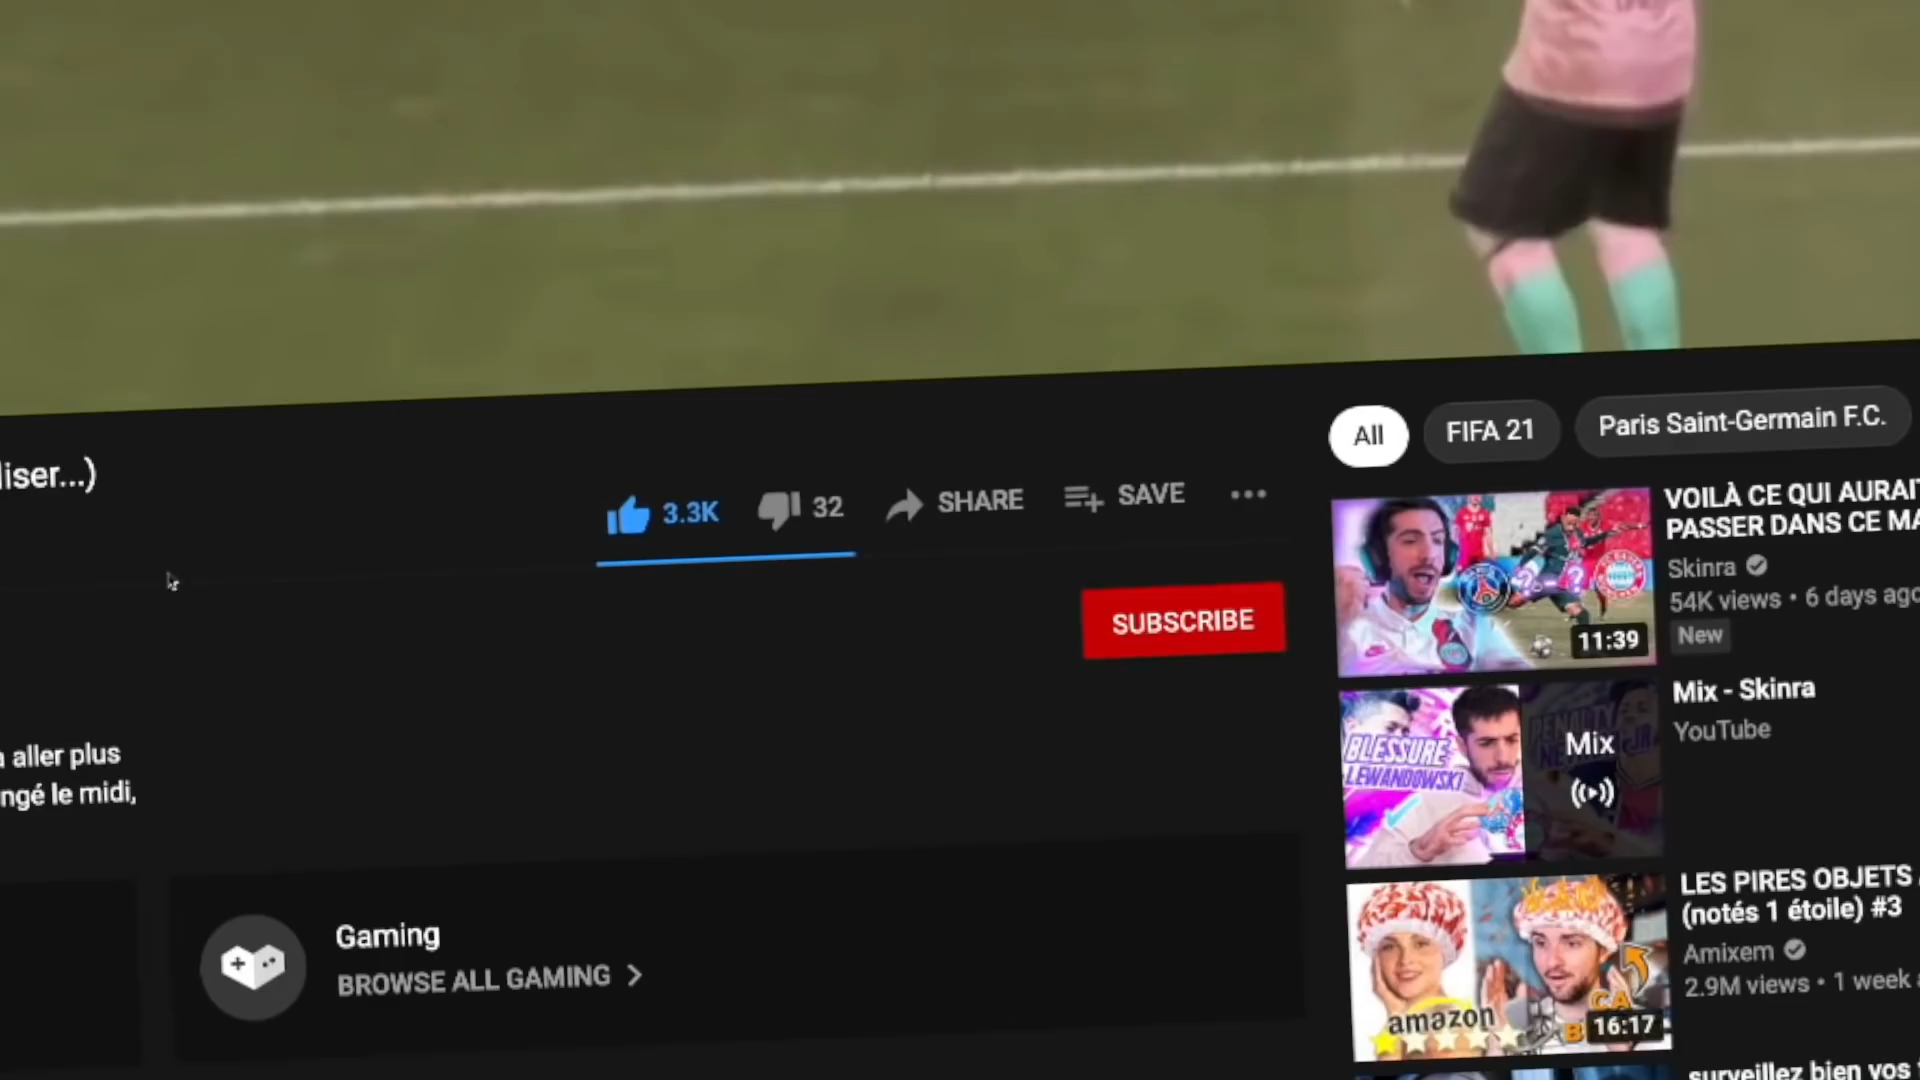 liser...)
3.3K
32
SHARE
SAVE
SUBSCRIBE
aller plus
ngé le midi,
Gaming
BROWSE ALL GAMING
All
FIFA 21
Paris Saint-Germain F.C.
VOILÀ CE QUI AURAIT
PASSER DANS CE MA
Skinra
54K views • 6 days ago
New
11:39
Mix - Skinra
YouTube
BLESSURE
LEWANDOWSKI
PENALTY
Mix
LES PIRES OBJETS
(notés 1 étoile) #3
Amixem
2.9M views • 1 week
amazon
ÇA
16:17
surveillez bien vos